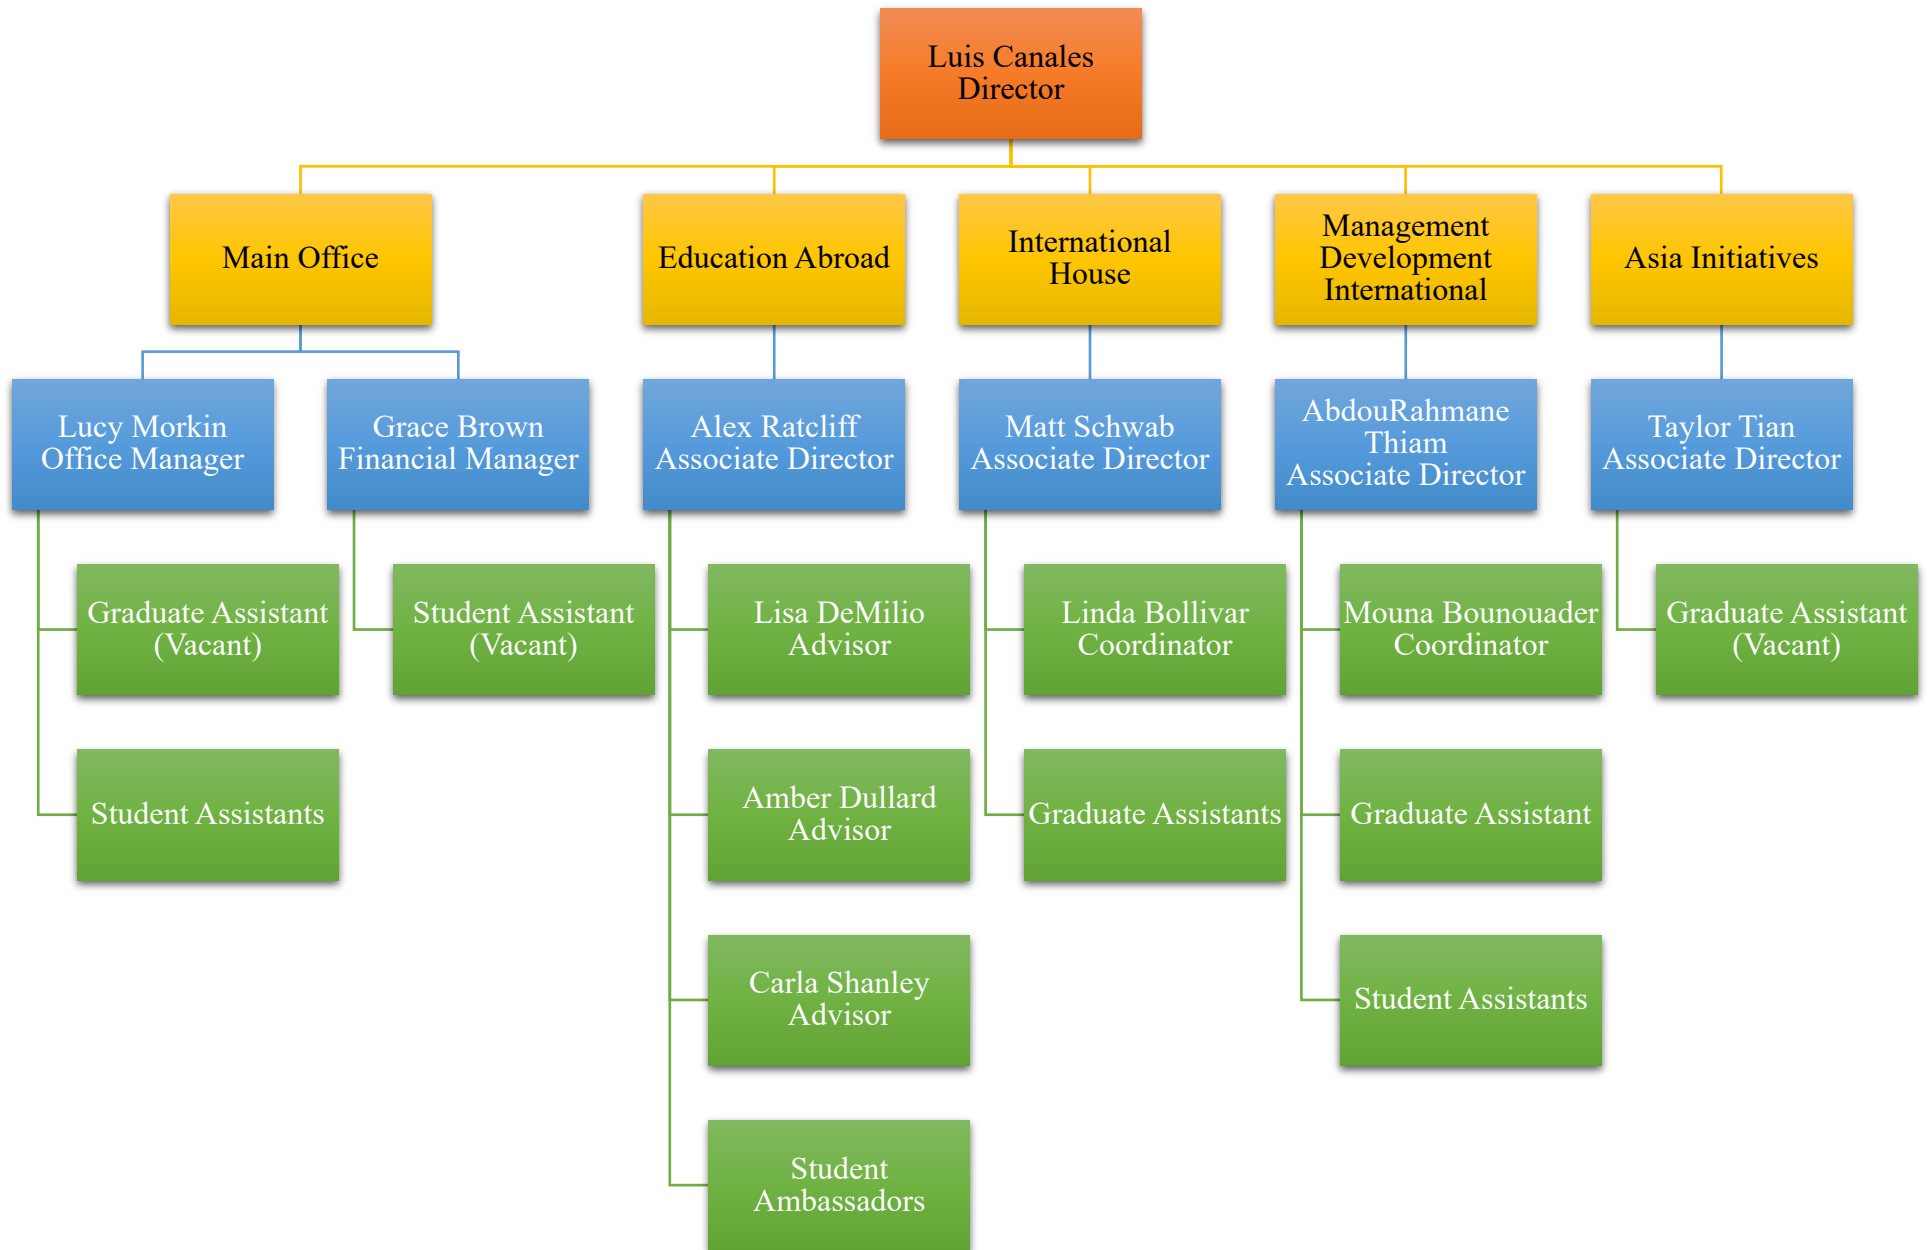 Luis Canales
Director
Main Office
Education Abroad
International
House
Management
Development
International
Asia Initiatives
Lucy Morkin
Office Manager
Grace Brown
Financial Manager
Alex Ratcliff
Associate Director
Matt Schwab
Associate Director
AbdouRahmane
Thiam
Associate Director
Taylor Tian
Associate Director
Graduate Assistant
(Vacant)
Student Assistant
(Vacant)
Lisa DeMilio
Advisor
Linda Bollivar
Coordinator
Mouna Bounouader
Coordinator
Graduate Assistant
(Vacant)
Student Assistants
Amber Dullard
Advisor
Graduate Assistants
Graduate Assistant
Carla Shanley
Advisor
Student Assistants
Student
Ambassadors